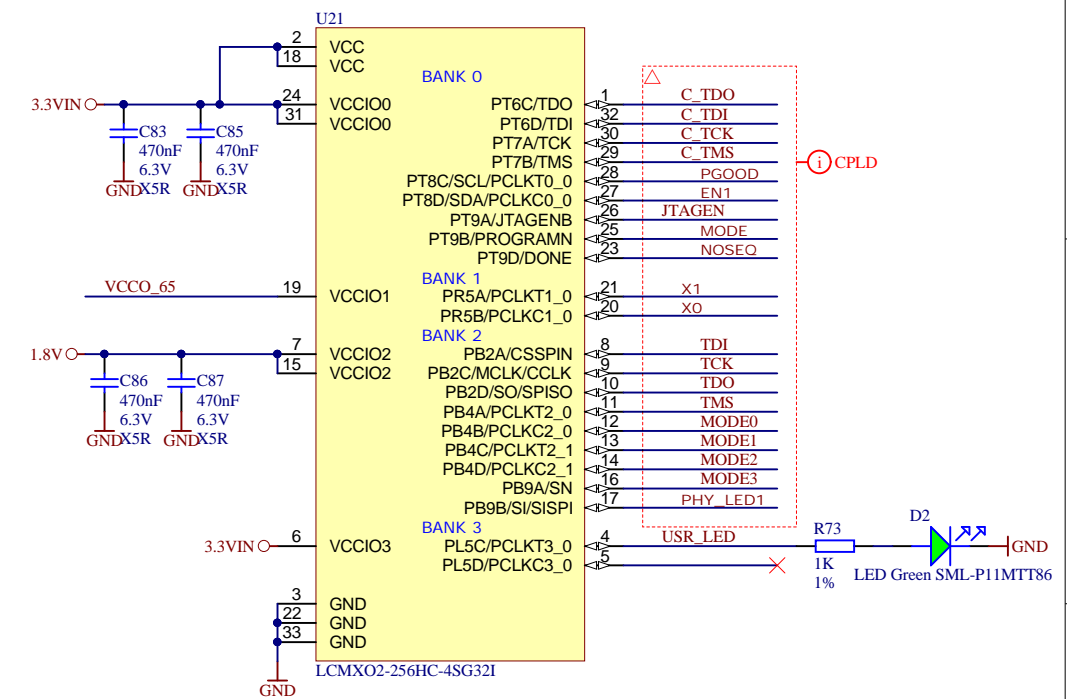 U21
2 VCC
18 VCC
BANK 0
3.3VIN 24 VCCIO0 PT6C/TDO 1 C_TDO
31 VCCIO0 PT6D/TDI 32 C_TDI
C83 C85 PT7A/TCK 30 C_TCK
470nF 470nF PT7B/TMS 29 C_TMS i CPLD
6.3V 6.3V PT8C/SCL/PCLKT0_0 28 PGOOD
GND X5R GND X5R PT8D/SDA/PCLKC0_0 27 EN1
PT9A/JTAGENB 26 JTAGEN
PT9B/PROGRAMN 25 MODE
PT9D/DONE 23 NOSEQ
BANK 1
VCCO_65 19 VCCIO1 PR5A/PCLKT1_0 21 X1
PR5B/PCLKC1_0 20 X0
BANK 2
1.8V 7 VCCIO2 PB2A/CSSPIN 8 TDI
15 VCCIO2 PB2C/MCLK/CCLK 9 TCK
C86 C87 PB2D/SO/SPISO 10 TDO
470nF 470nF PB4A/PCLKT2_0 11 TMS
6.3V 6.3V PB4B/PCLKC2_0 12 MODE0
GND X5R GND X5R PB4C/PCLKT2_1 13 MODE1
PB4D/PCLKC2_1 14 MODE2
PB9A/SN 16 MODE3
PB9B/SI/SISPI 17 PHY_LED1
BANK 3
3.3VIN 6 VCCIO3 PL5C/PCLKT3_0 4 USR_LED R73 D2 GND
PL5D/PCLKC3_0 5 1K LED Green SML-P11MTT86
1%
3 GND
22 GND
33 GND
LCMXO2-256HC-4SG32I
GND